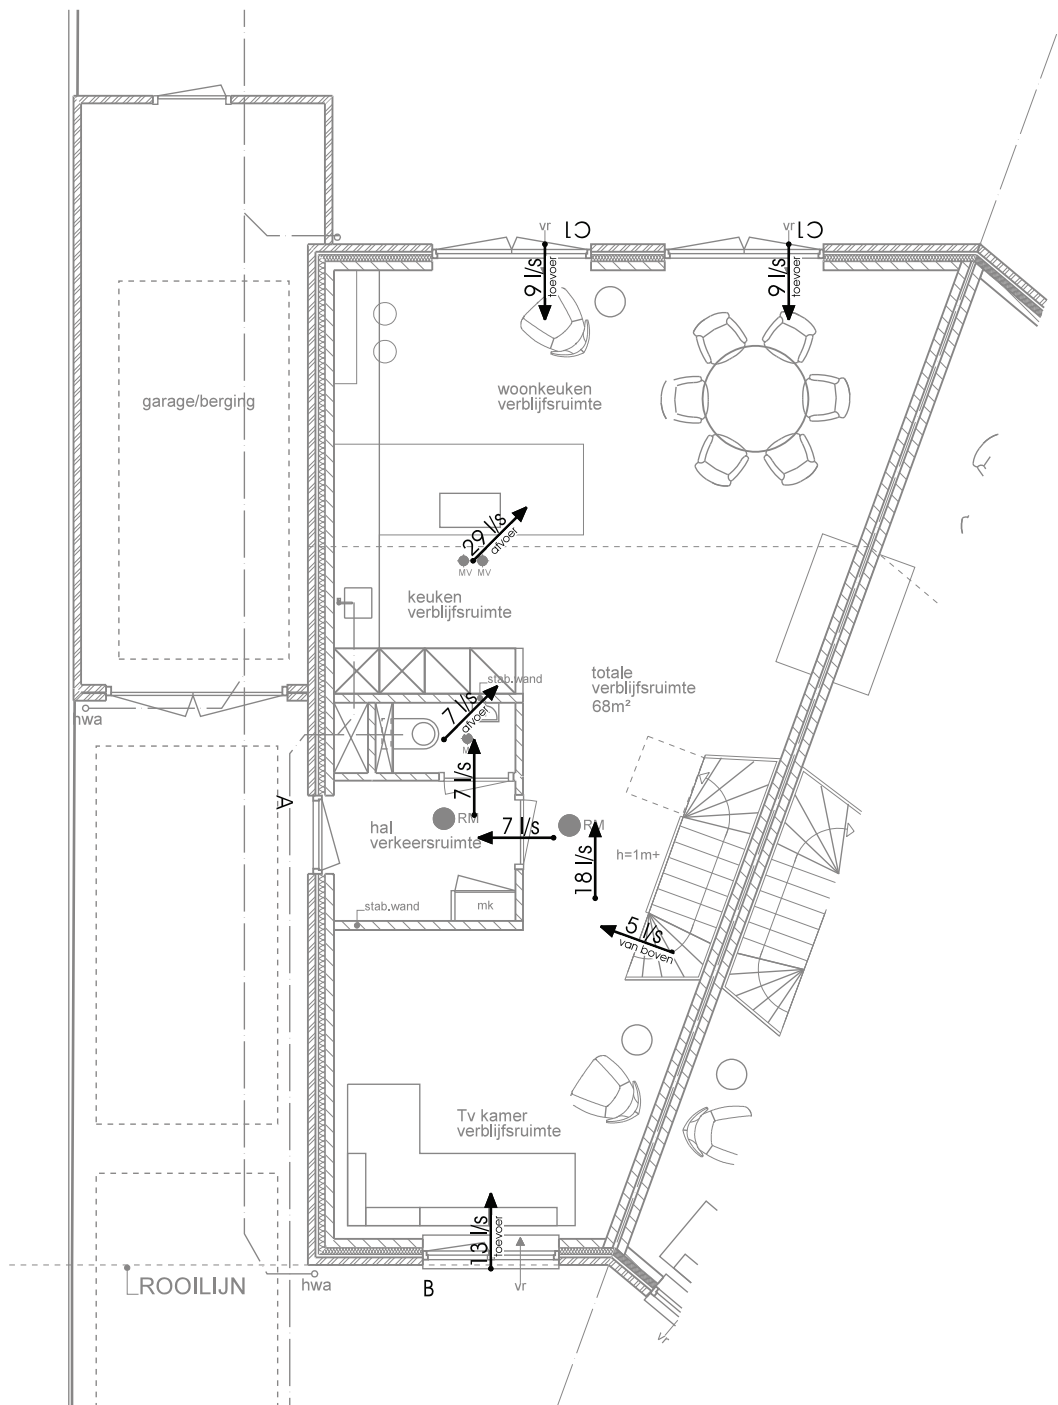 vr
C1
vr
C1
9 l/s
toevoer
9 l/s
toevoer
garage/berging
woonkeuken
verblijfsruimte
29 l/s
afvoer
MV
MV
keuken
verblijfsruimte
totale
verblijfsruimte
68m²
stab.wand
7 l/s
afvoer
hwa
7 l/s
A
RM
hal
verkeersruimte
7 l/s
RM
18 l/s
h=1m+
mk
stab.wand
5 l/s
van boven
Tv kamer
verblijfsruimte
13 l/s
toevoer
ROOILIJN
hwa
B
vr
vr